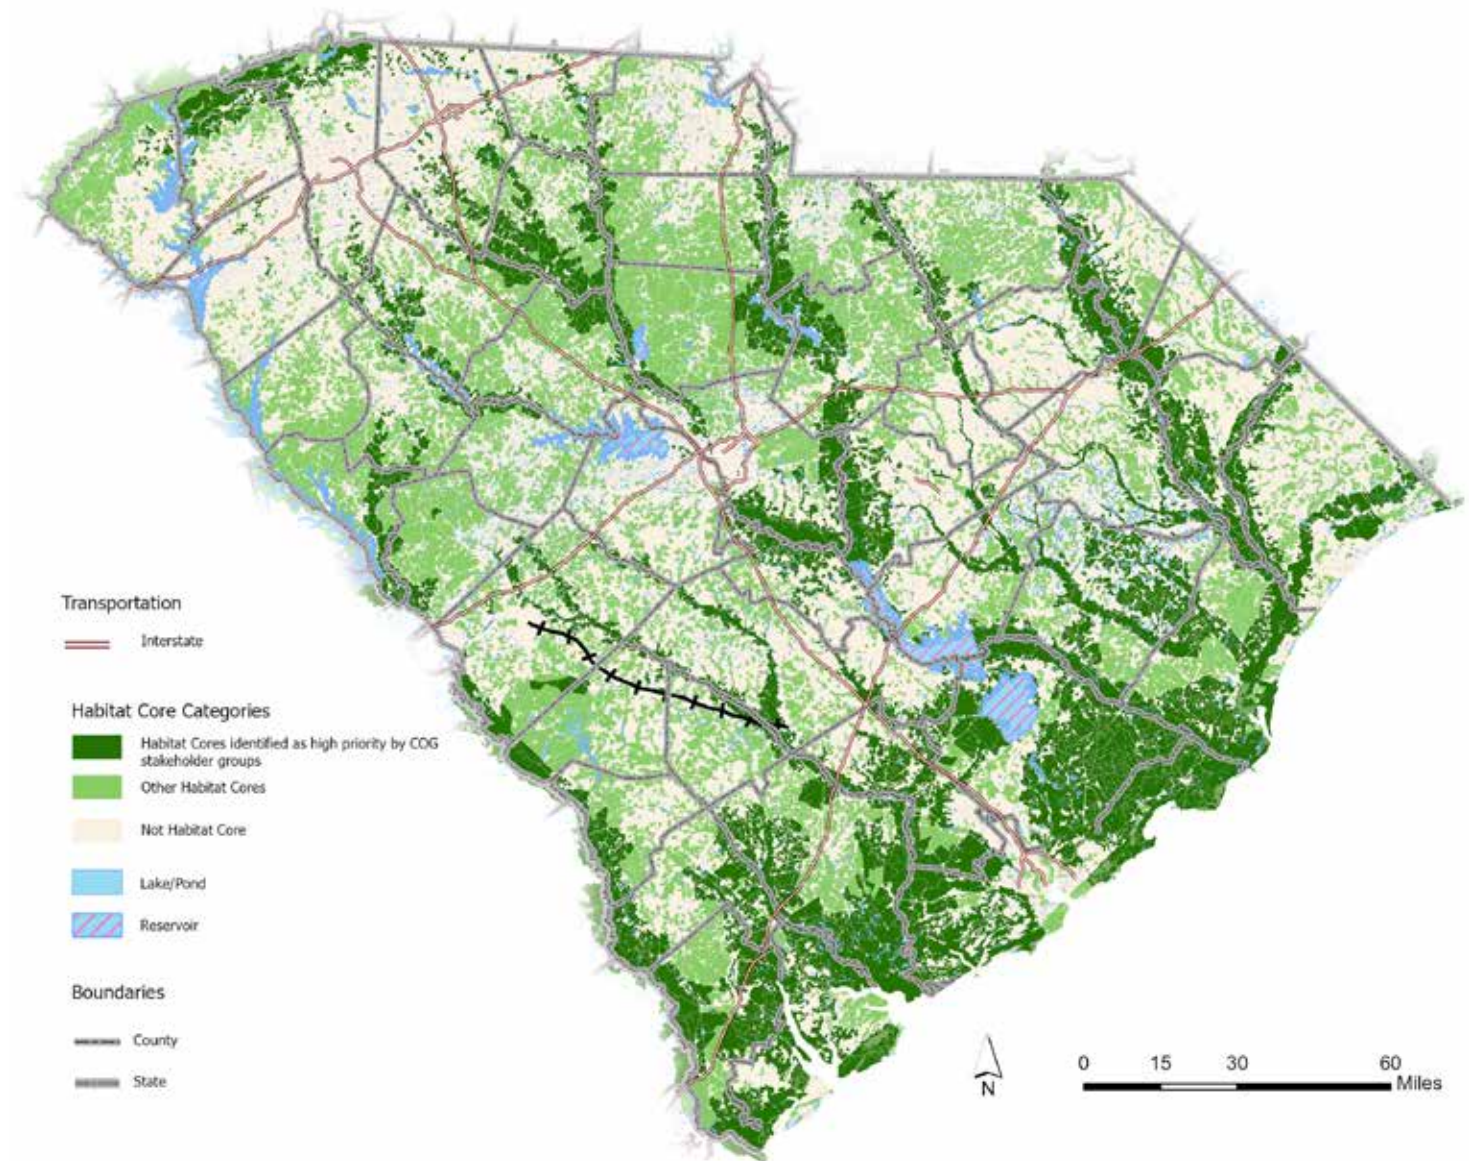 Transportation
Interstate
Habitat Core Categories
Habitat Cores identified as high priority by COG
stakeholder groups
Other Habitat Cores
Not Habitat Core
Lake/Pond
Reservoir
Boundaries
County
State
N
0 15 30 60
Miles